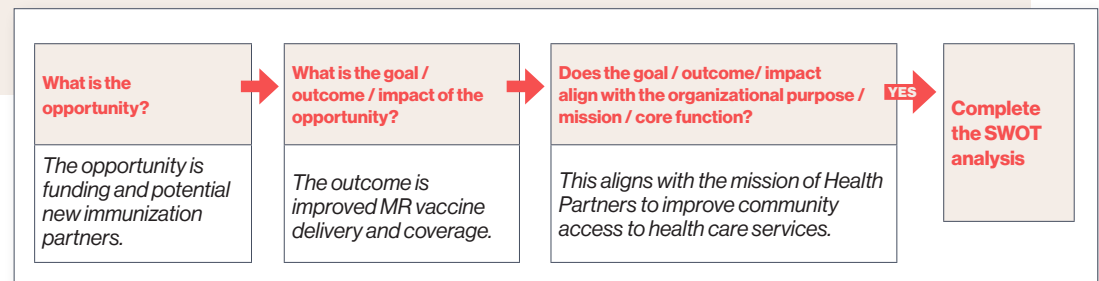 What is the
opportunity?
The opportunity is
funding and potential
new immunization
partners.
What is the goal /
outcome / impact of the
opportunity?
The outcome is
improved MR vaccine
delivery and coverage.
Does the goal / outcome/ impact
align with the organizational purpose /
mission / core function?
This aligns with the mission of Health
Partners to improve community
access to health care services.
YES
Complete
the SWOT
analysis